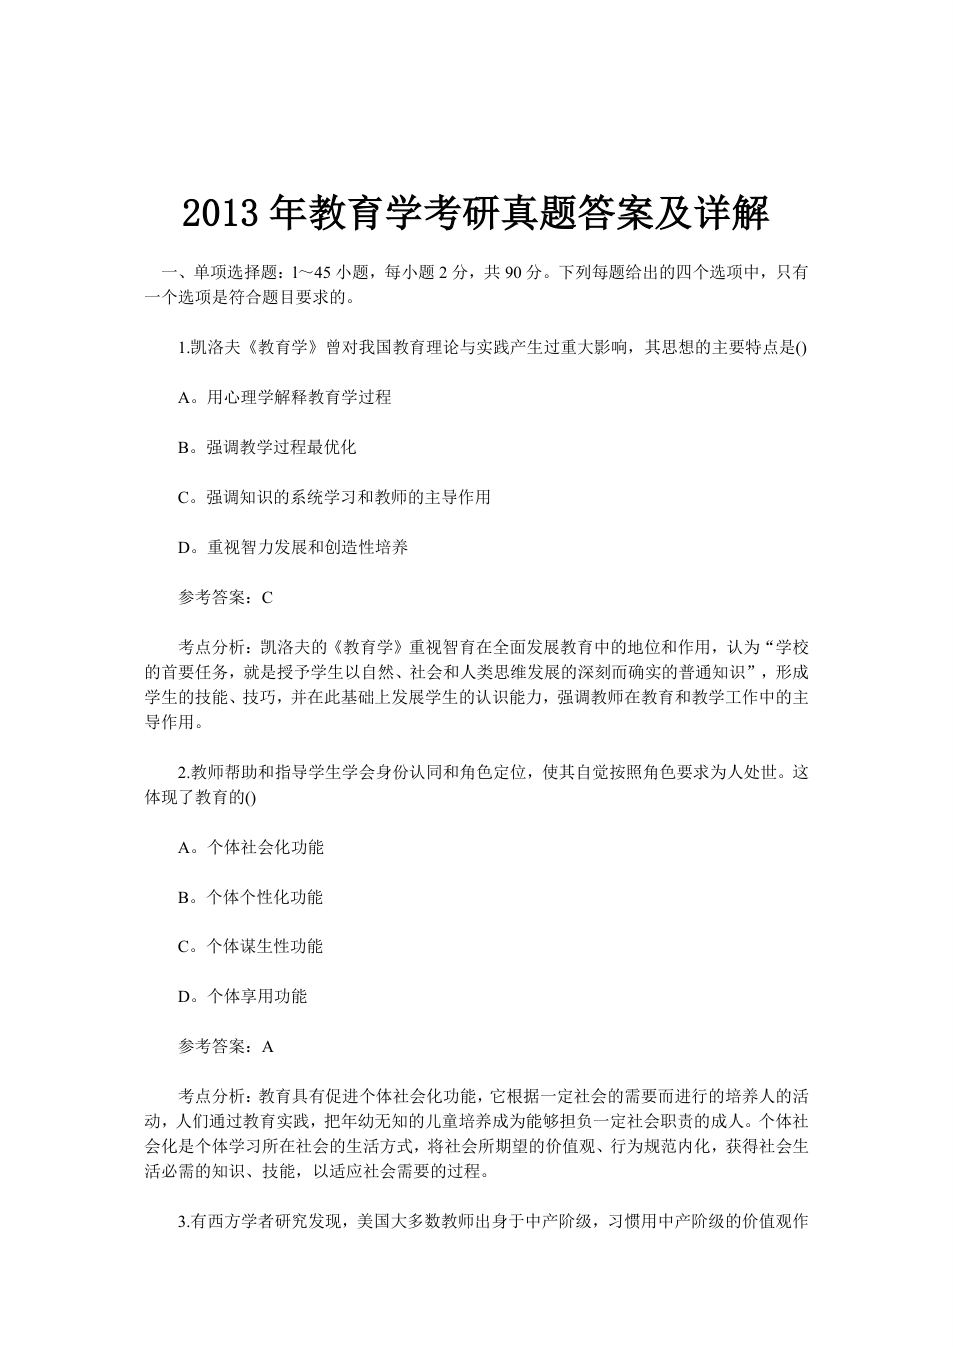 2013 年教育学考研真题答案及详解
一、单项选择题：l～45 小题，每小题 2 分，共 90 分。下列每题给出的四个选项中，只有
一个选项是符合题目要求的。
1.凯洛夫《教育学》曾对我国教育理论与实践产生过重大影响，其思想的主要特点是()
A。用心理学解释教育学过程
B。强调教学过程最优化
C。强调知识的系统学习和教师的主导作用
D。重视智力发展和创造性培养
参考答案：C
考点分析：凯洛夫的《教育学》重视智育在全面发展教育中的地位和作用，认为“学校
的首要任务，就是授予学生以自然、社会和人类思维发展的深刻而确实的普通知识”，形成
学生的技能、技巧，并在此基础上发展学生的认识能力，强调教师在教育和教学工作中的主
导作用。
2.教师帮助和指导学生学会身份认同和角色定位，使其自觉按照角色要求为人处世。这
体现了教育的()
A。个体社会化功能
B。个体个性化功能
C。个体谋生性功能
D。个体享用功能
参考答案：A
考点分析：教育具有促进个体社会化功能，它根据一定社会的需要而进行的培养人的活
动，人们通过教育实践，把年幼无知的儿童培养成为能够担负一定社会职责的成人。个体社
会化是个体学习所在社会的生活方式，将社会所期望的价值观、行为规范内化，获得社会生
活必需的知识、技能，以适应社会需要的过程。
3.有西方学者研究发现，美国大多数教师出身于中产阶级，习惯用中产阶级的价值观作